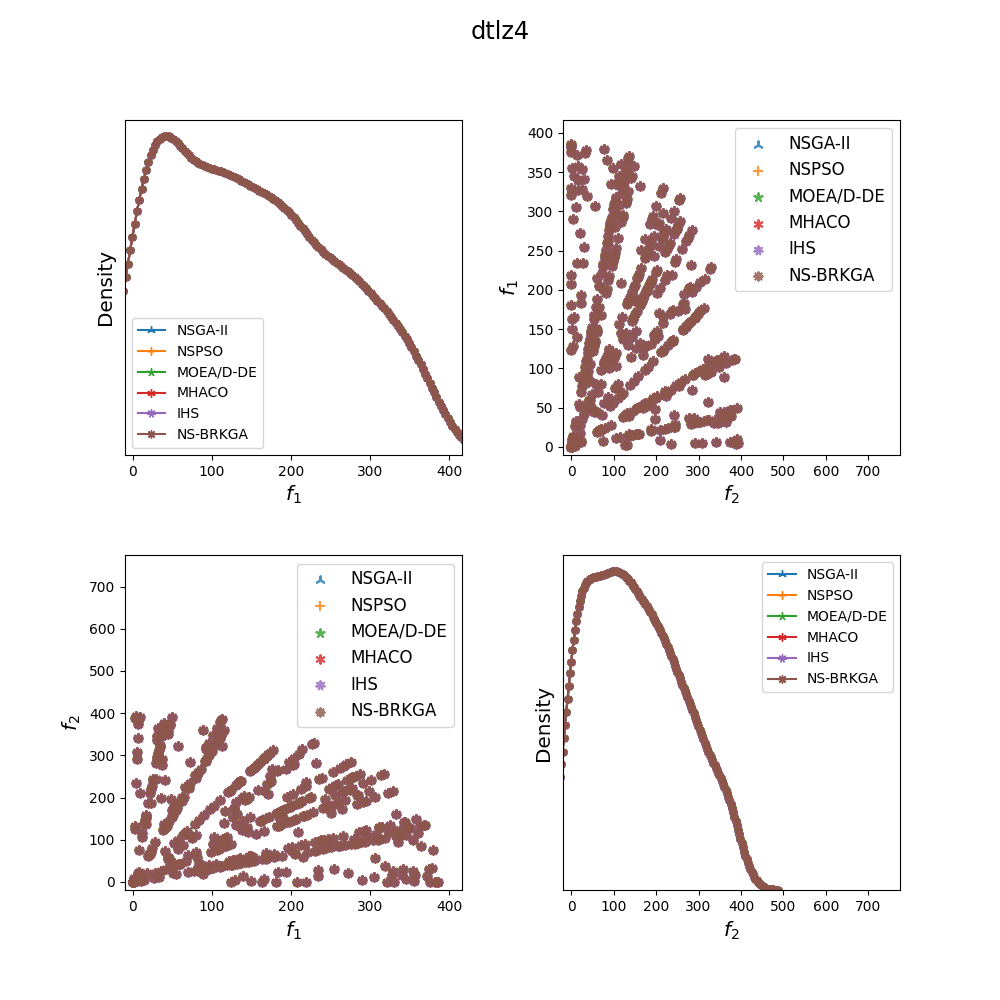 dtlz4
Density
NSGA-II
NSPSO
MOEA/D-DE
MHACO
IHS
NS-BRKGA
0 100 200 300 400
f1
f1
400
350
300
250
200
150
100
50
0
NSGA-II
NSPSO
MOEA/D-DE
MHACO
IHS
NS-BRKGA
0 100 200 300 400 500 600 700
f2
f2
700
600
500
400
300
200
100
0
NSGA-II
NSPSO
MOEA/D-DE
MHACO
IHS
NS-BRKGA
0 100 200 300 400
f1
Density
NSGA-II
NSPSO
MOEA/D-DE
MHACO
IHS
NS-BRKGA
0 100 200 300 400 500 600 700
f2